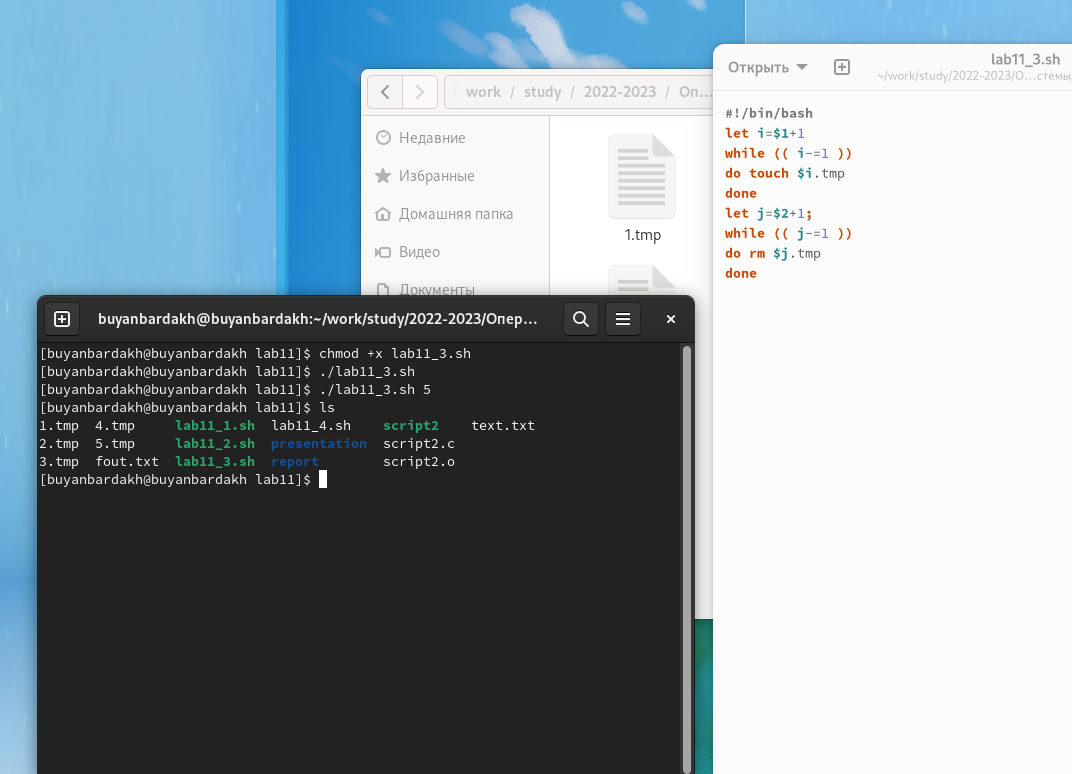 work / study / 2022-2023 / Оп…
Недавние
Избранные
Домашняя папка
Видео
Документы
1.tmp
Открыть
lab11_3.sh
~/work/study/2022-2023/О…стемы
#!/bin/bash
let i=$1+1
while (( i-=1 ))
do touch $i.tmp
done
let j=$2+1;
while (( j-=1 ))
do rm $j.tmp
done
buyanbardakh@buyanbardakh:~/work/study/2022-2023/Опер…
[buyanbardakh@buyanbardakh lab11]$ chmod +x lab11_3.sh
[buyanbardakh@buyanbardakh lab11]$ ./lab11_3.sh
[buyanbardakh@buyanbardakh lab11]$ ./lab11_3.sh 5
[buyanbardakh@buyanbardakh lab11]$ ls
1.tmp  4.tmp     lab11_1.sh  lab11_4.sh    script2    text.txt
2.tmp  5.tmp     lab11_2.sh  presentation  script2.c
3.tmp  fout.txt  lab11_3.sh  report        script2.o
[buyanbardakh@buyanbardakh lab11]$